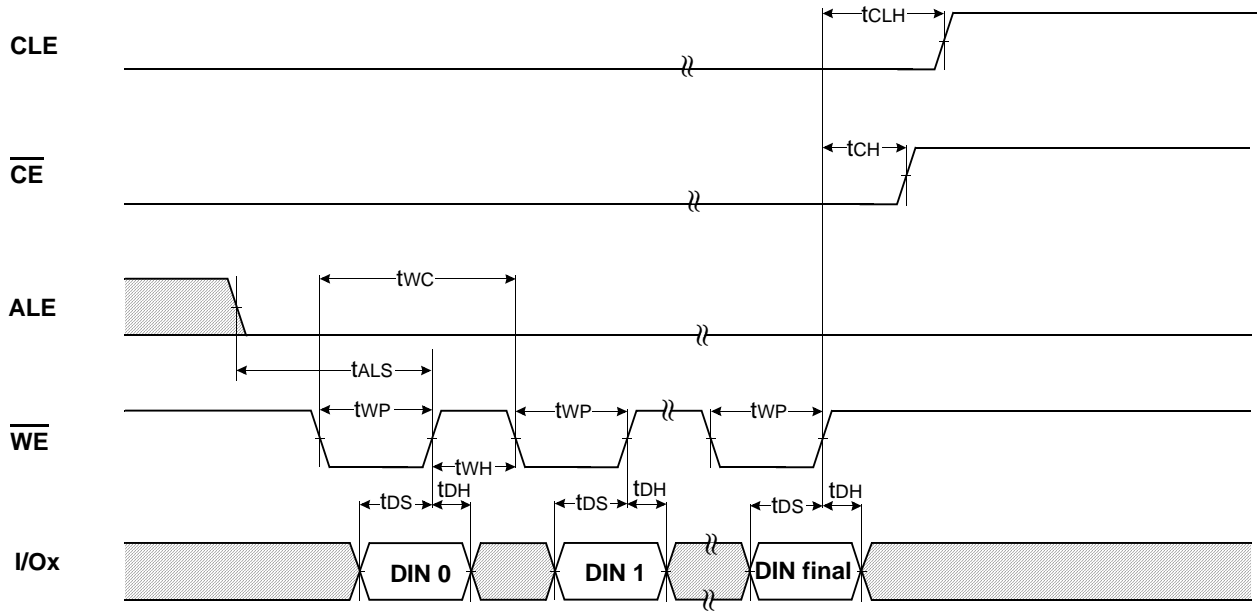 tCLH
CLE
tCH
CE
tWC
ALE
tALS
tWP tWP tWP
WE
tWH
tDS tDH tDS tDH tDS tDH
I/Ox DIN 0 DIN 1 DIN final